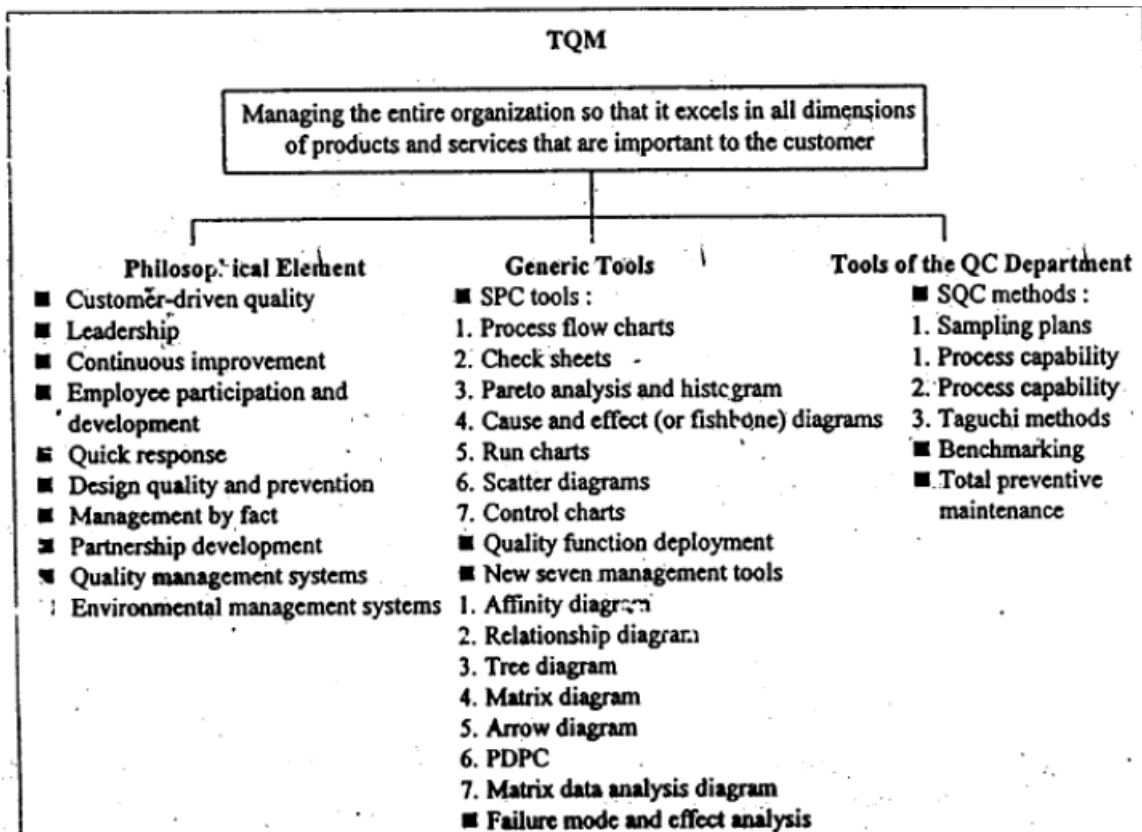 TQM
Managing the entire organization so that it excels in all dimensions
of products and services that are important to the customer
Philosophical Element
■ Customer-driven quality
■ Leadership
■ Continuous improvement
■ Employee participation and
development
■ Quick response
■ Design quality and prevention
■ Management by fact
■ Partnership development
■ Quality management systems
Environmental management systems
Generic Tools
■ SPC tools :
1. Process flow charts
2. Check sheets
3. Pareto analysis and histogram
4. Cause and effect (or fishbone) diagrams
5. Run charts
6. Scatter diagrams
7. Control charts
■ Quality function deployment
■ New seven management tools
1. Affinity diagram
2. Relationship diagram
3. Tree diagram
4. Matrix diagram
5. Arrow diagram
6. PDPC
7. Matrix data analysis diagram
■ Failure mode and effect analysis
Tools of the QC Department
■ SQC methods :
1. Sampling plans
1. Process capability
2. Process capability
3. Taguchi methods
■ Benchmarking
■ Total preventive
maintenance